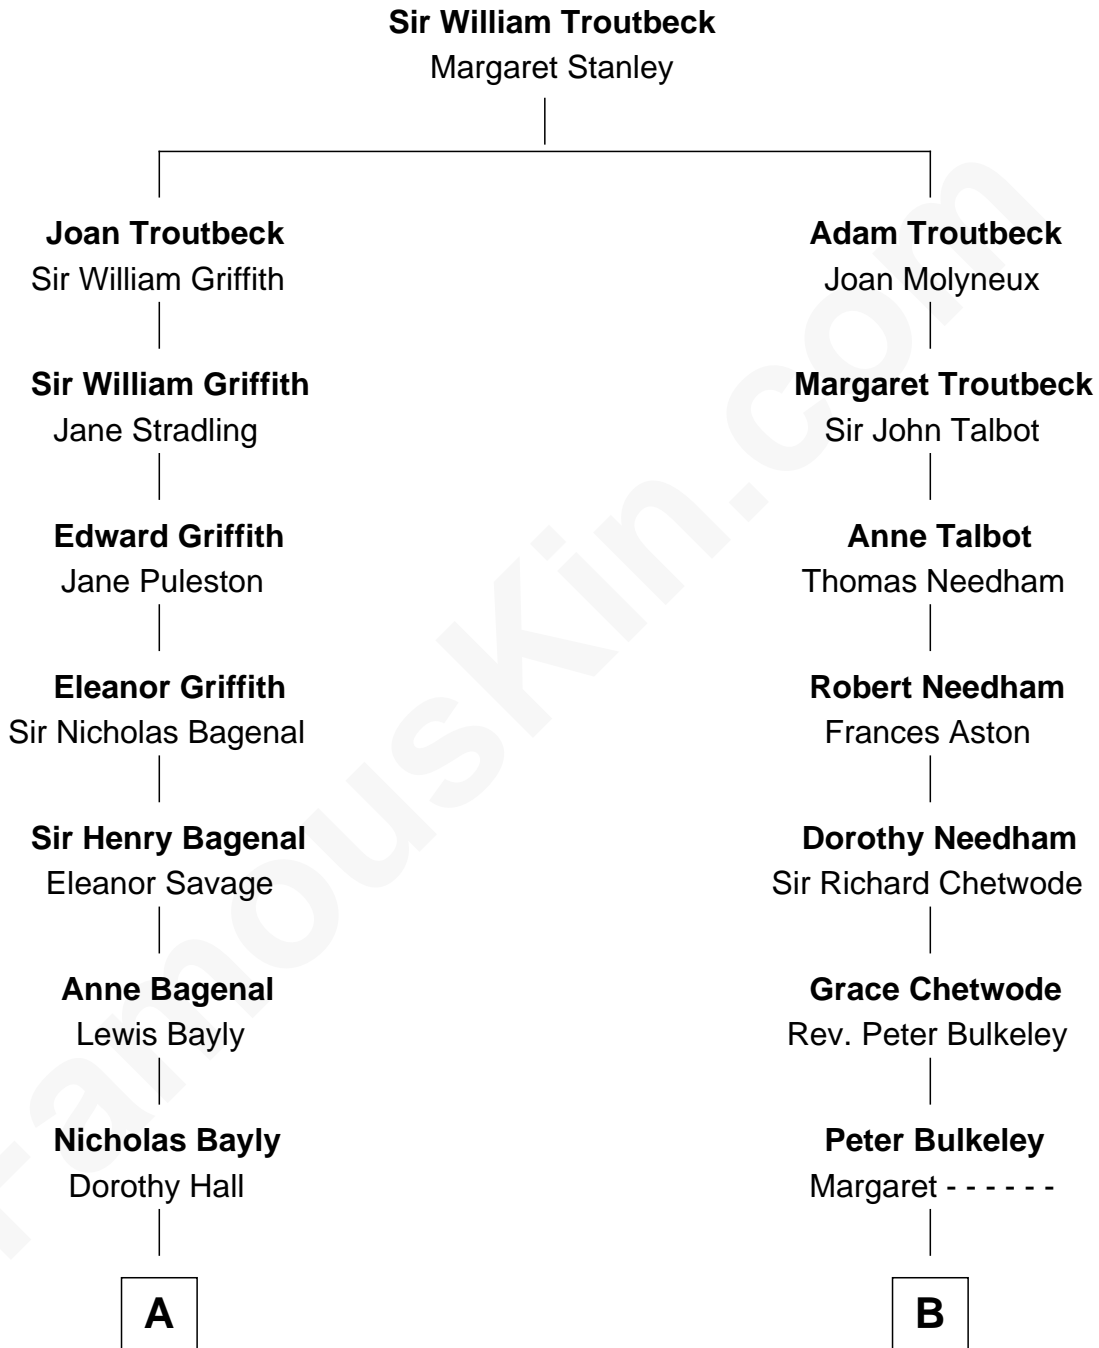 Sir William Troutbeck
Margaret Stanley
Joan Troutbeck
Sir William Griffith
Adam Troutbeck
Joan Molyneux
Sir William Griffith
Jane Stradling
Margaret Troutbeck
Sir John Talbot
Edward Griffith
Jane Puleston
Anne Talbot
Thomas Needham
Eleanor Griffith
Sir Nicholas Bagenal
Robert Needham
Frances Aston
Sir Henry Bagenal
Eleanor Savage
Dorothy Needham
Sir Richard Chetwode
Anne Bagenal
Lewis Bayly
Grace Chetwode
Rev. Peter Bulkeley
Nicholas Bayly
Dorothy Hall
Peter Bulkeley
Margaret - - - - - -
A
B
FamousKin.com